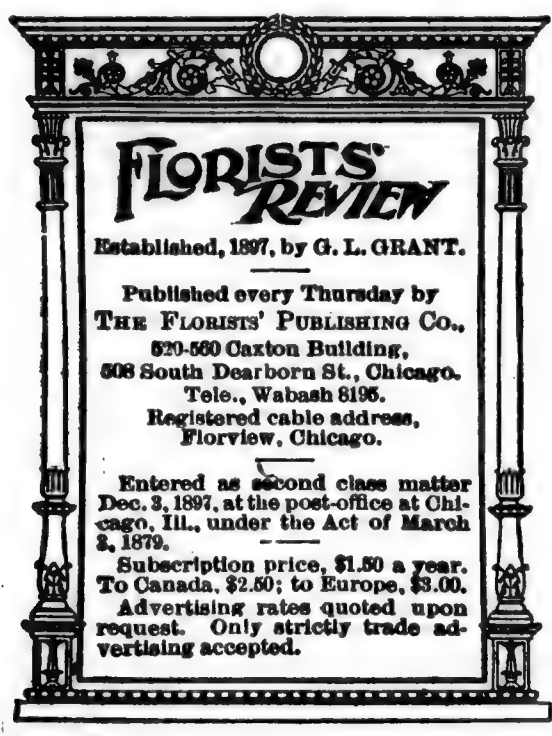 FLORISTS'
REVIEW
Established, 1897, by G. L. GRANT.
Published every Thursday by
THE FLORISTS' PUBLISHING CO.,
520-560 Caxton Building,
508 South Dearborn St., Chicago.
Tele., Wabash 8195.
Registered cable address,
Florview, Chicago.
Entered as second class matter
Dec. 3, 1897, at the post-office at Chi-
cago, Ill., under the Act of March
3, 1879.
Subscription price, $1.50 a year.
To Canada, $2.50; to Europe, $3.00.
Advertising rates quoted upon
request. Only strictly trade ad-
vertising accepted.